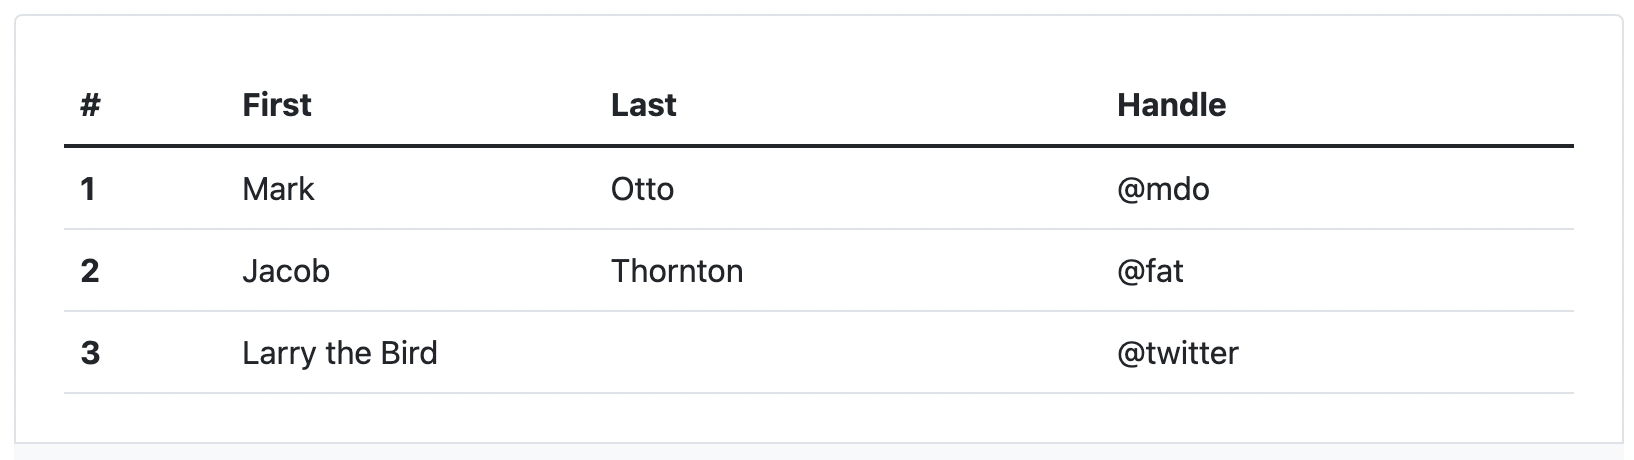 # First Last Handle
1 Mark Otto @mdo
2 Jacob Thornton @fat
3 Larry the Bird @twitter